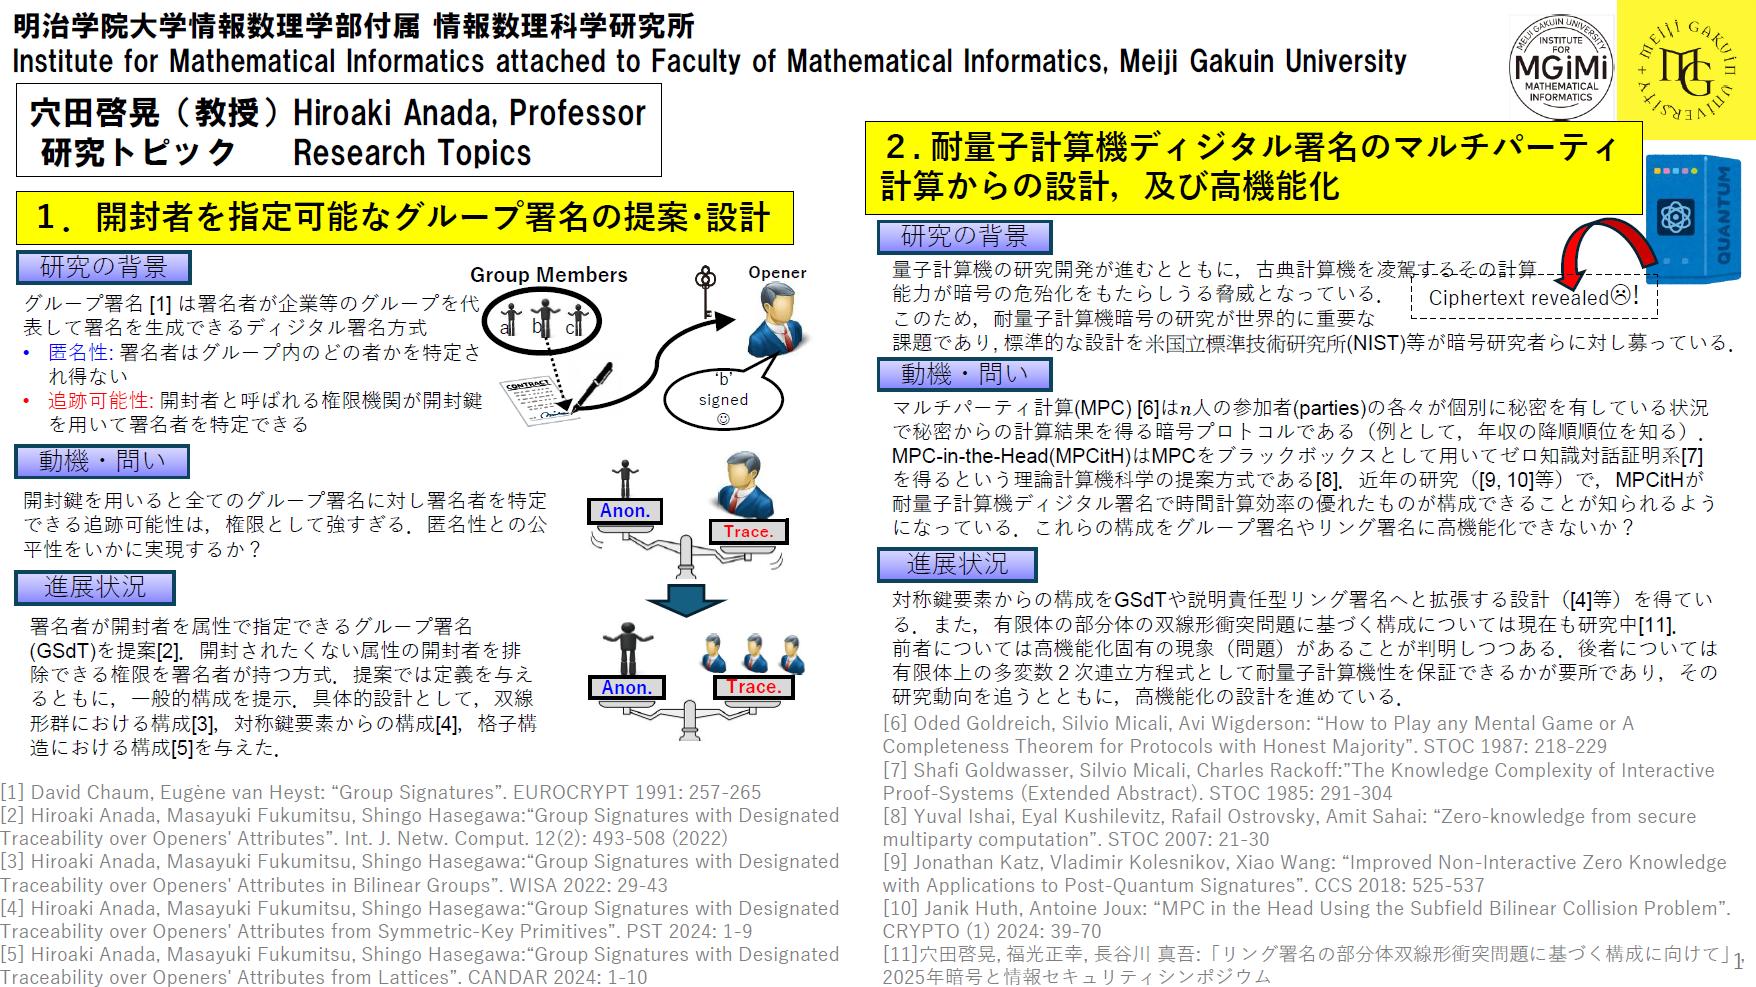 明治学院大学情報数理学部付属 情報数理科学研究所
Institute for Mathematical Informatics attached to Faculty of Mathematical Informatics, Meiji Gakuin University
MEIJI GAKUIN UNIVERSITY
INSTITUTE
FOR
MGiMi
MATHEMATICAL
INFORMATICS
MEIJI GAKUIN UNIVERSITY
MG
穴田啓晃（教授）Hiroaki Anada, Professor
研究トピック Research Topics
１．開封者を指定可能なグループ署名の提案･設計
研究の背景
グループ署名 [1] は署名者が企業等のグループを代
表して署名を生成できるディジタル署名方式
• 匿名性: 署名者はグループ内のどの者かを特定さ
れ得ない
• 追跡可能性: 開封者と呼ばれる権限機関が開封鍵
を用いて署名者を特定できる
Group Members
a b c
Opener
CONTRACT
‘b’
signed
☺
動機・問い
開封鍵を用いると全てのグループ署名に対し署名者を特定
できる追跡可能性は，権限として強すぎる．匿名性との公
平性をいかに実現するか？
Anon.
Trace.
進展状況
署名者が開封者を属性で指定できるグループ署名
(GSdT)を提案[2]．開封されたくない属性の開封者を排
除できる権限を署名者が持つ方式．提案では定義を与え
るともに，一般的構成を提示．具体的設計として，双線
形群における構成[3]，対称鍵要素からの構成[4]，格子構
造における構成[5]を与えた．
Anon.
Trace.
[1] David Chaum, Eugène van Heyst: “Group Signatures”. EUROCRYPT 1991: 257-265
[2] Hiroaki Anada, Masayuki Fukumitsu, Shingo Hasegawa:“Group Signatures with Designated
Traceability over Openers' Attributes”. Int. J. Netw. Comput. 12(2): 493-508 (2022)
[3] Hiroaki Anada, Masayuki Fukumitsu, Shingo Hasegawa:“Group Signatures with Designated
Traceability over Openers' Attributes in Bilinear Groups”. WISA 2022: 29-43
[4] Hiroaki Anada, Masayuki Fukumitsu, Shingo Hasegawa:“Group Signatures with Designated
Traceability over Openers' Attributes from Symmetric-Key Primitives”. PST 2024: 1-9
[5] Hiroaki Anada, Masayuki Fukumitsu, Shingo Hasegawa:“Group Signatures with Designated
Traceability over Openers' Attributes from Lattices”. CANDAR 2024: 1-10
２．耐量子計算機ディジタル署名のマルチパーティ
計算からの設計，及び高機能化
QUANTUM
研究の背景
量子計算機の研究開発が進むとともに，古典計算機を凌駕するその計算
能力が暗号の危殆化をもたらしうる脅威となっている．
このため，耐量子計算機暗号の研究が世界的に重要な
課題であり, 標準的な設計を米国立標準技術研究所(NIST)等が暗号研究者らに対し募っている．
Ciphertext revealed☹!
動機・問い
マルチパーティ計算(MPC) [6]はn人の参加者(parties)の各々が個別に秘密を有している状況
で秘密からの計算結果を得る暗号プロトコルである（例として，年収の降順順位を知る）．
MPC-in-the-Head(MPCitH)はMPCをブラックボックスとして用いてゼロ知識対話証明系[7]
を得るという理論計算機科学の提案方式である[8]．近年の研究（[9, 10]等）で，MPCitHが
耐量子計算機ディジタル署名で時間計算効率の優れたものが構成できることが知られるよう
になっている．これらの構成をグループ署名やリング署名に高機能化できないか？
進展状況
対称鍵要素からの構成をGSdTや説明責任型リング署名へと拡張する設計（[4]等）を得てい
る．また，有限体の部分体の双線形衝突問題に基づく構成については現在も研究中[11]．
前者については高機能化固有の現象（問題）があることが判明しつつある．後者については
有限体上の多変数２次連立方程式として耐量子計算機性を保証できるかが要所であり，その
研究動向を追うとともに，高機能化の設計を進めている．
[6] Oded Goldreich, Silvio Micali, Avi Wigderson: “How to Play any Mental Game or A
Completeness Theorem for Protocols with Honest Majority”. STOC 1987: 218-229
[7] Shafi Goldwasser, Silvio Micali, Charles Rackoff:”The Knowledge Complexity of Interactive
Proof-Systems (Extended Abstract). STOC 1985: 291-304
[8] Yuval Ishai, Eyal Kushilevitz, Rafail Ostrovsky, Amit Sahai: “Zero-knowledge from secure
multiparty computation”. STOC 2007: 21-30
[9] Jonathan Katz, Vladimir Kolesnikov, Xiao Wang: “Improved Non-Interactive Zero Knowledge
with Applications to Post-Quantum Signatures”. CCS 2018: 525-537
[10] Janik Huth, Antoine Joux: “MPC in the Head Using the Subfield Bilinear Collision Problem”.
CRYPTO (1) 2024: 39-70
[11]穴田啓晃, 福光正幸, 長谷川 真吾:「リング署名の部分体双線形衝突問題に基づく構成に向けて」,
2025年暗号と情報セキュリティシンポジウム
1